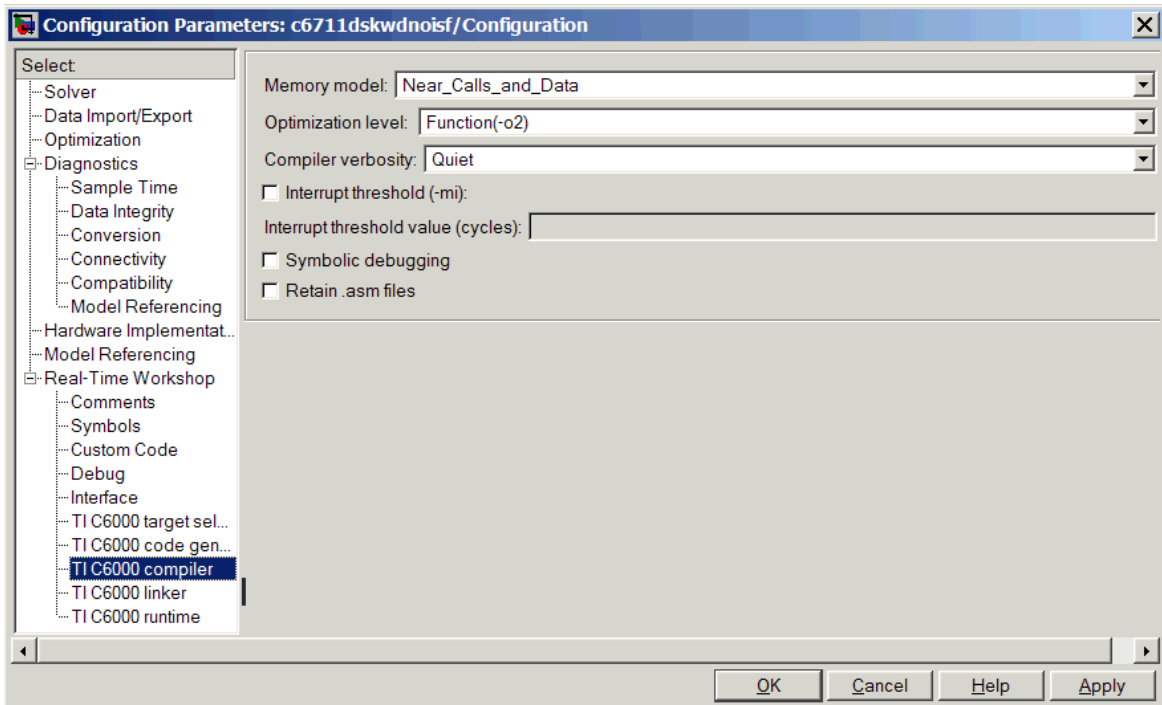 Configuration Parameters: c6711dskwdnoisf/Configuration
Select:
Solver
Data Import/Export
Optimization
Diagnostics
Sample Time
Data Integrity
Conversion
Connectivity
Compatibility
Model Referencing
Hardware Implementat...
Model Referencing
Real-Time Workshop
Comments
Symbols
Custom Code
Debug
Interface
TI C6000 target sel...
TI C6000 code gen...
TI C6000 compiler
TI C6000 linker
TI C6000 runtime
Memory model: Near_Calls_and_Data
Optimization level: Function(-o2)
Compiler verbosity: Quiet
Interrupt threshold (-mi):
Interrupt threshold value (cycles):
Symbolic debugging
Retain .asm files
OK Cancel Help Apply